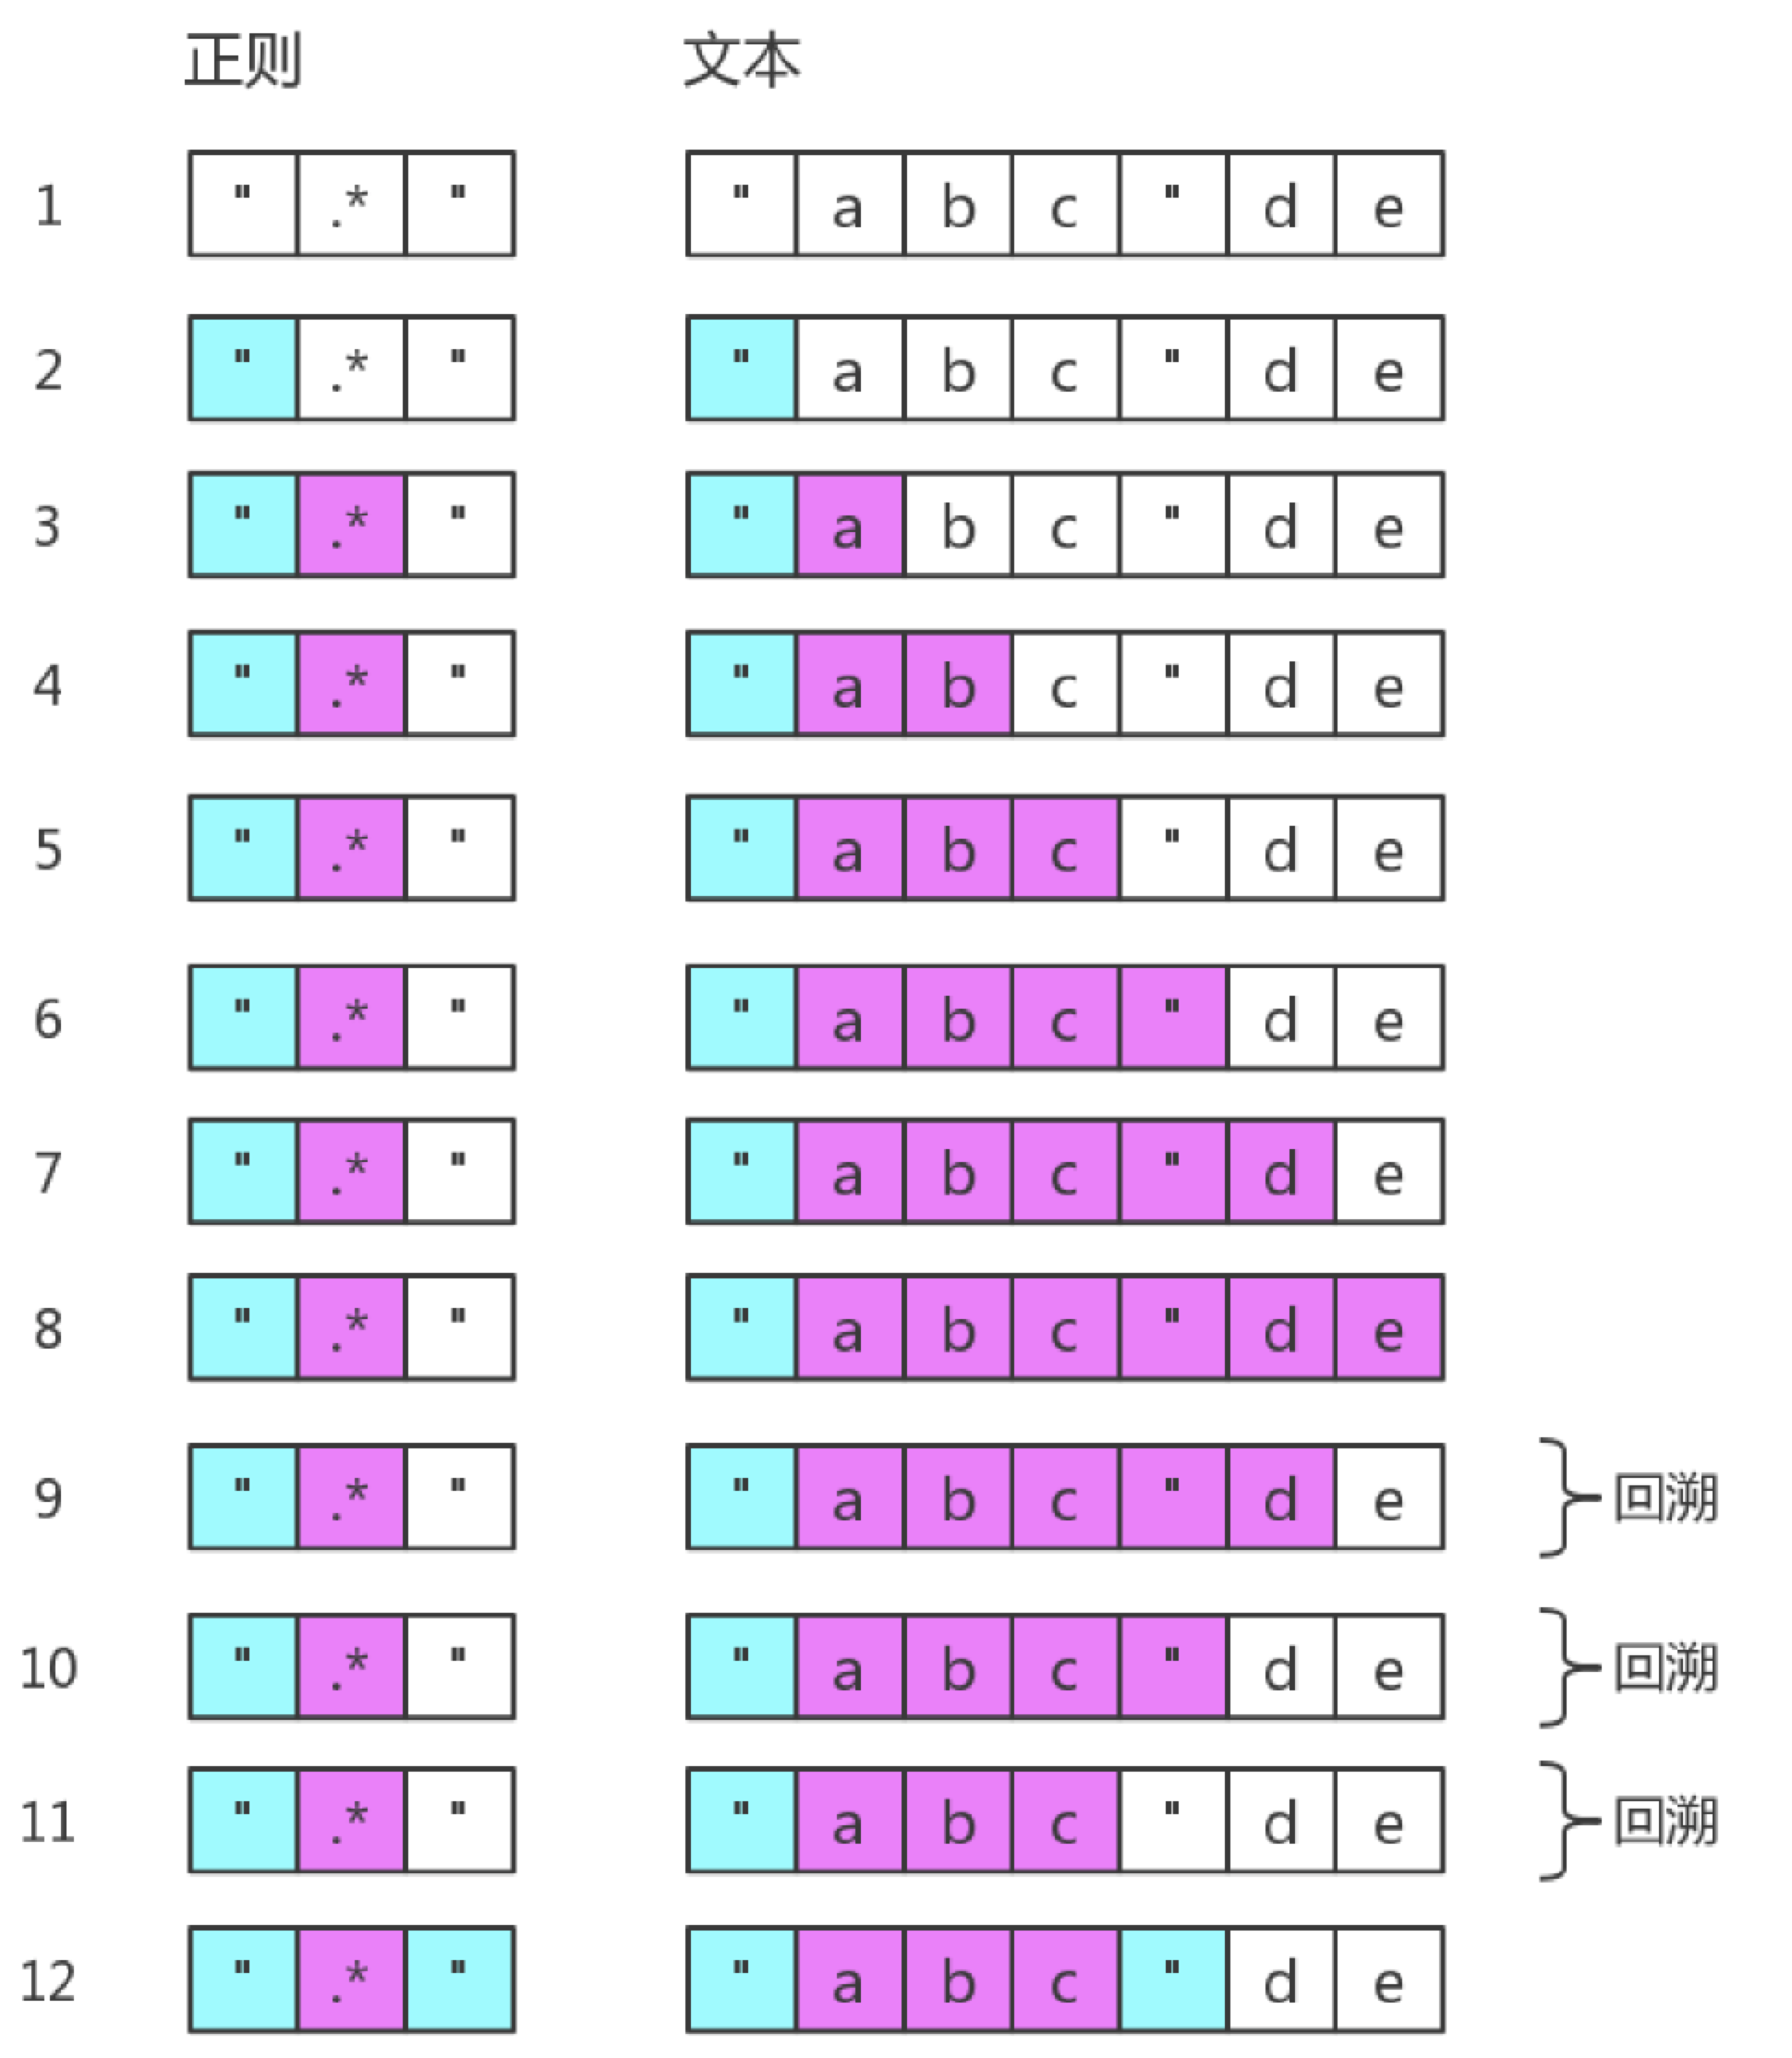 正则 文本
1 " .* " " a b c " d e
2 " .* " " a b c " d e
3 " .* " " a b c " d e
4 " .* " " a b c " d e
5 " .* " " a b c " d e
6 " .* " " a b c " d e
7 " .* " " a b c " d e
8 " .* " " a b c " d e
9 " .* " " a b c " d e 回溯
10 " .* " " a b c " d e 回溯
11 " .* " " a b c " d e 回溯
12 " .* " " a b c " d e